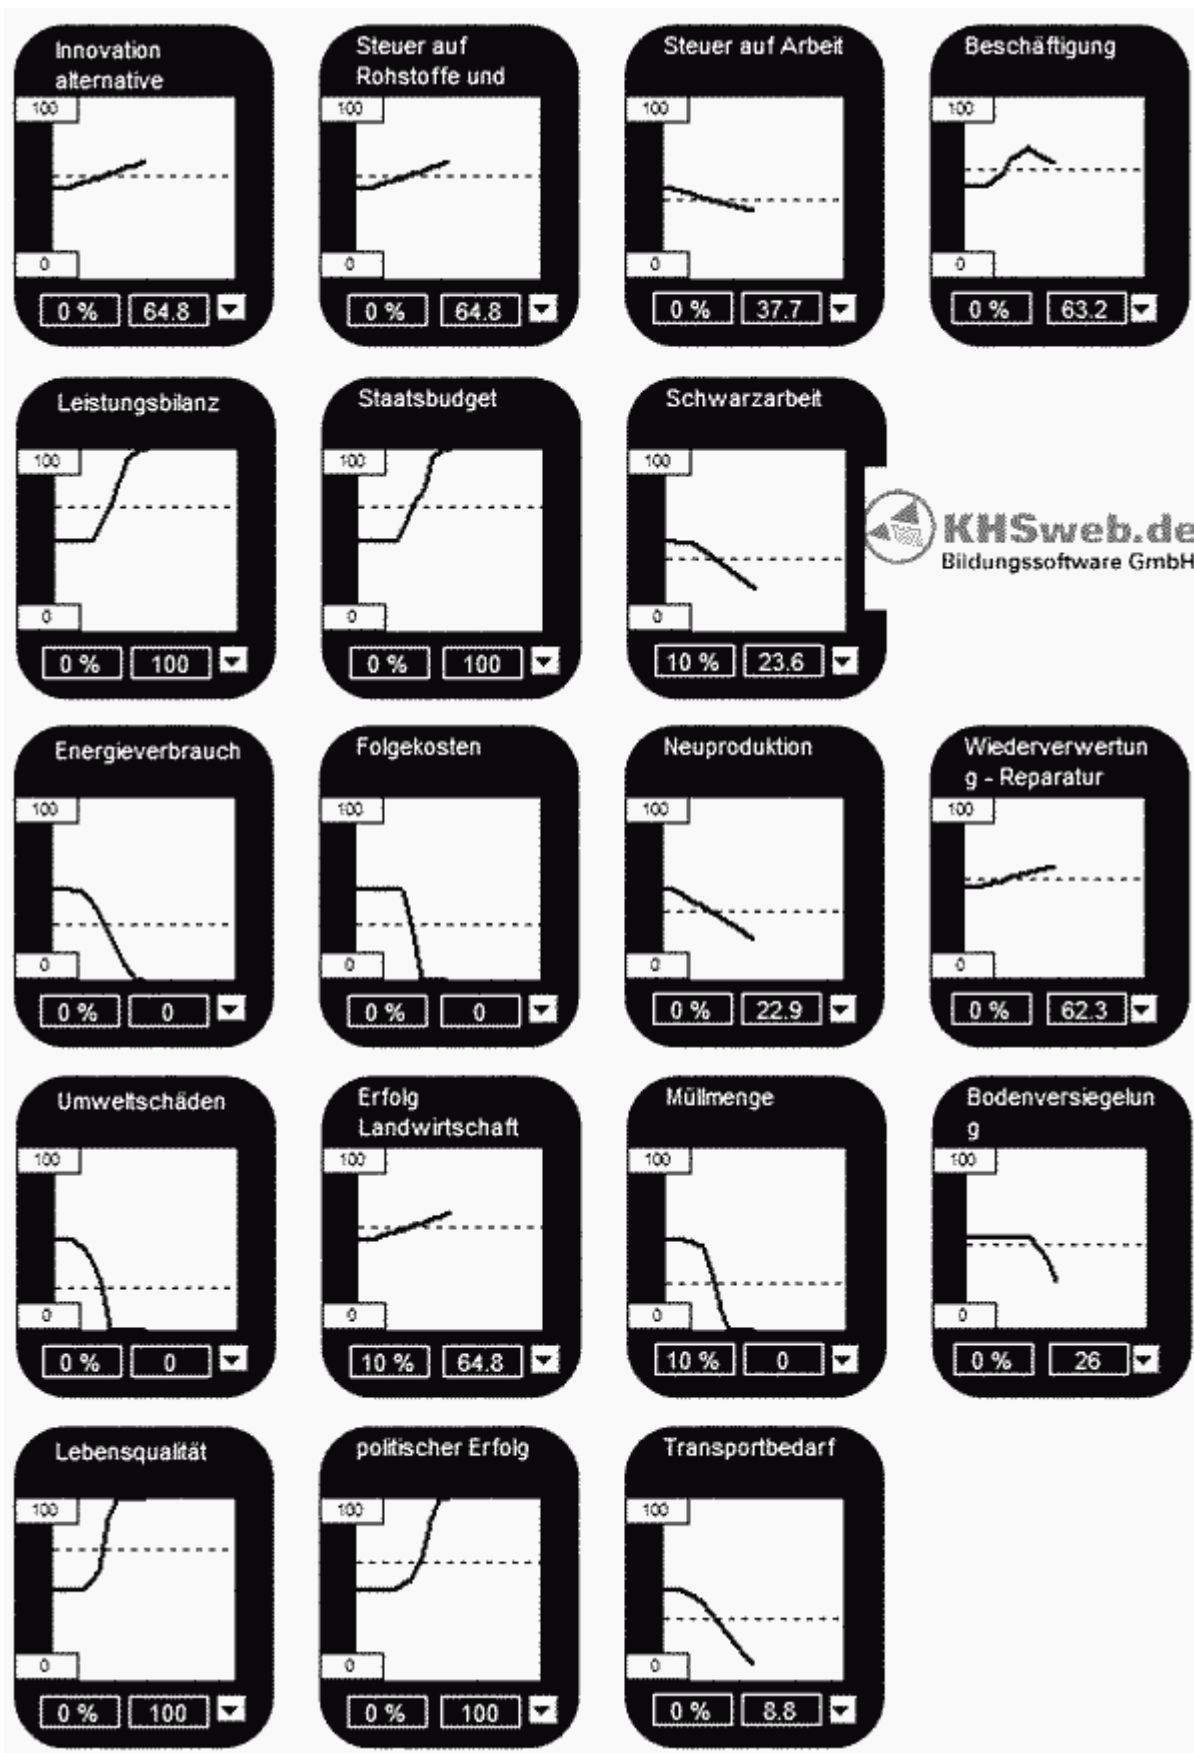 Innovation
alternative
100
0
0 %
64.8
Steuer auf
Rohstoffe und
100
0
0 %
64.8
Steuer auf Arbeit
100
0
0 %
37.7
Beschäftigung
100
0
0 %
63.2
Leistungsbilanz
100
0
0 %
100
Staatsbudget
100
0
0 %
100
Schwarzarbeit
100
0
10 %
23.6
KHSweb.de
Bildungssoftware GmbH
Energieverbrauch
100
0
0 %
0
Folgekosten
100
0
0 %
0
Neuproduktion
100
0
0 %
22.9
Wiederverwertun
g - Reparatur
100
0
0 %
62.3
Umweltschäden
100
0
0 %
0
Erfolg
Landwirtschaft
100
0
10 %
64.8
Müllmenge
100
0
10 %
0
Bodenversiegelun
g
100
0
0 %
26
Lebensqualität
100
0
0 %
100
politischer Erfolg
100
0
0 %
100
Transportbedarf
100
0
0 %
8.8